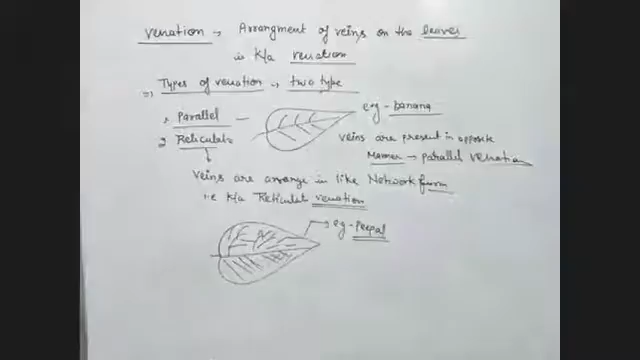 venation → Arrangment of veins on the leaves
is k/a venation
⇒ Types of venation → two type
1 Parallel — eg - banana
2 Reticulate
veins are present in opposite
Manner → parallel venation
veins are arrange in like Network form
i.e k/a Reticulat venation
eg - Peepal